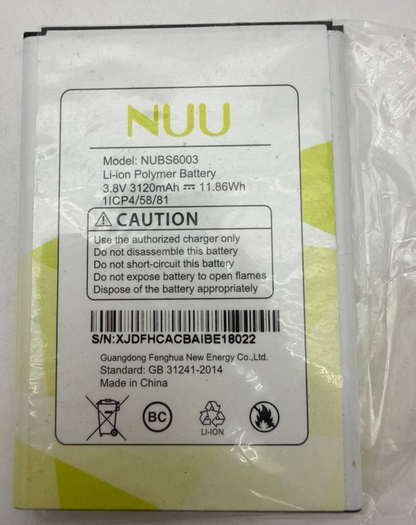 NUU
Model: NUBS6003
Li-ion Polymer Battery
3.8V 3120mAh ⎓ 11.86Wh
1ICP4/58/81
⚠ CAUTION
Use the authorized charger only
Do not disassemble this battery
Do not short-circuit this battery
Do not expose battery to open flames
Dispose of the battery appropriately
S/N:XJDFHCACBAIBE18022
Guangdong Fenghua New Energy Co.,Ltd.
Standard: GB 31241-2014
Made in China
BC
LI-ION